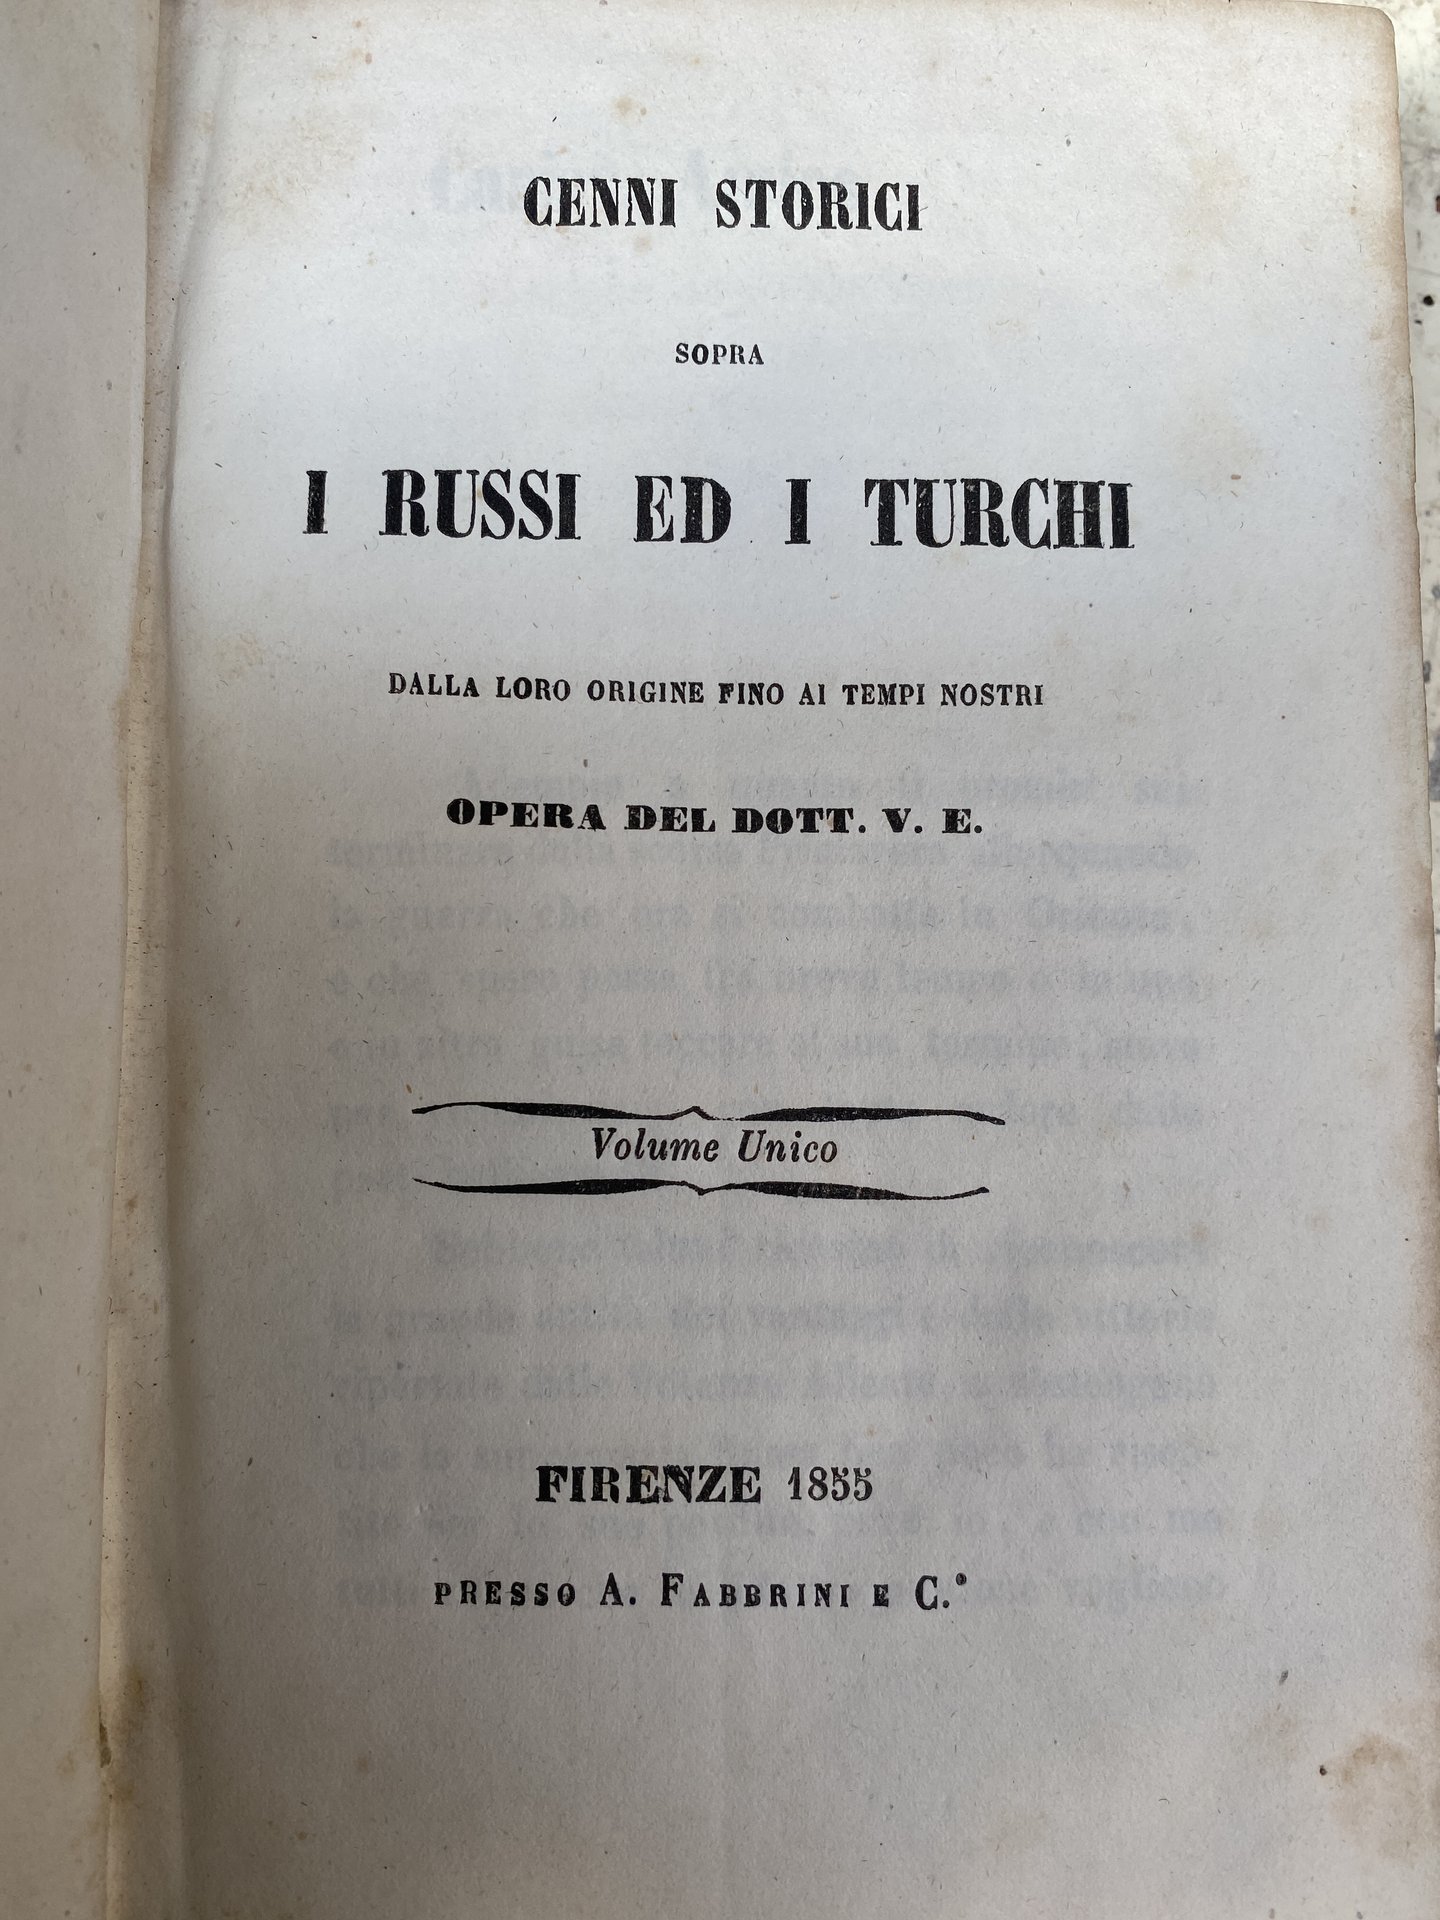 CENNI STORICI
SOPRA
I RUSSI ED I TURCHI
DALLA LORO ORIGINE FINO AI TEMPI NOSTRI
OPERA DEL DOTT. V. E.
Volume Unico
FIRENZE 1855
PRESSO A. FABBRINI E C.º